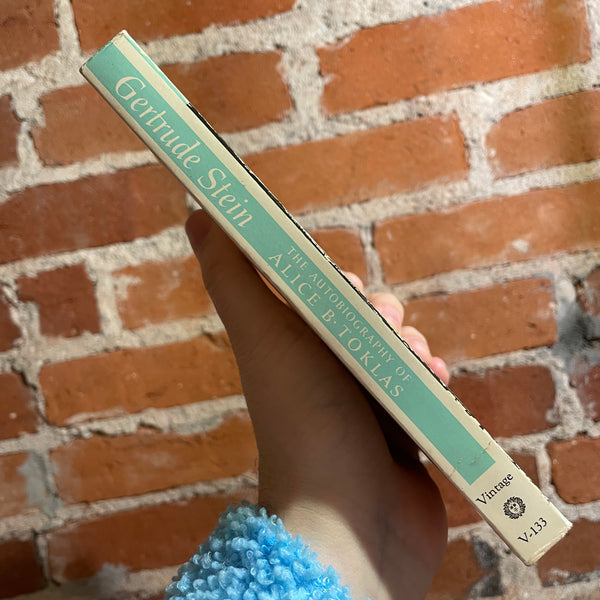 Gertrude Stein
THE AUTOBIOGRAPHY OF
ALICE B. TOKLAS
Vintage
V-133